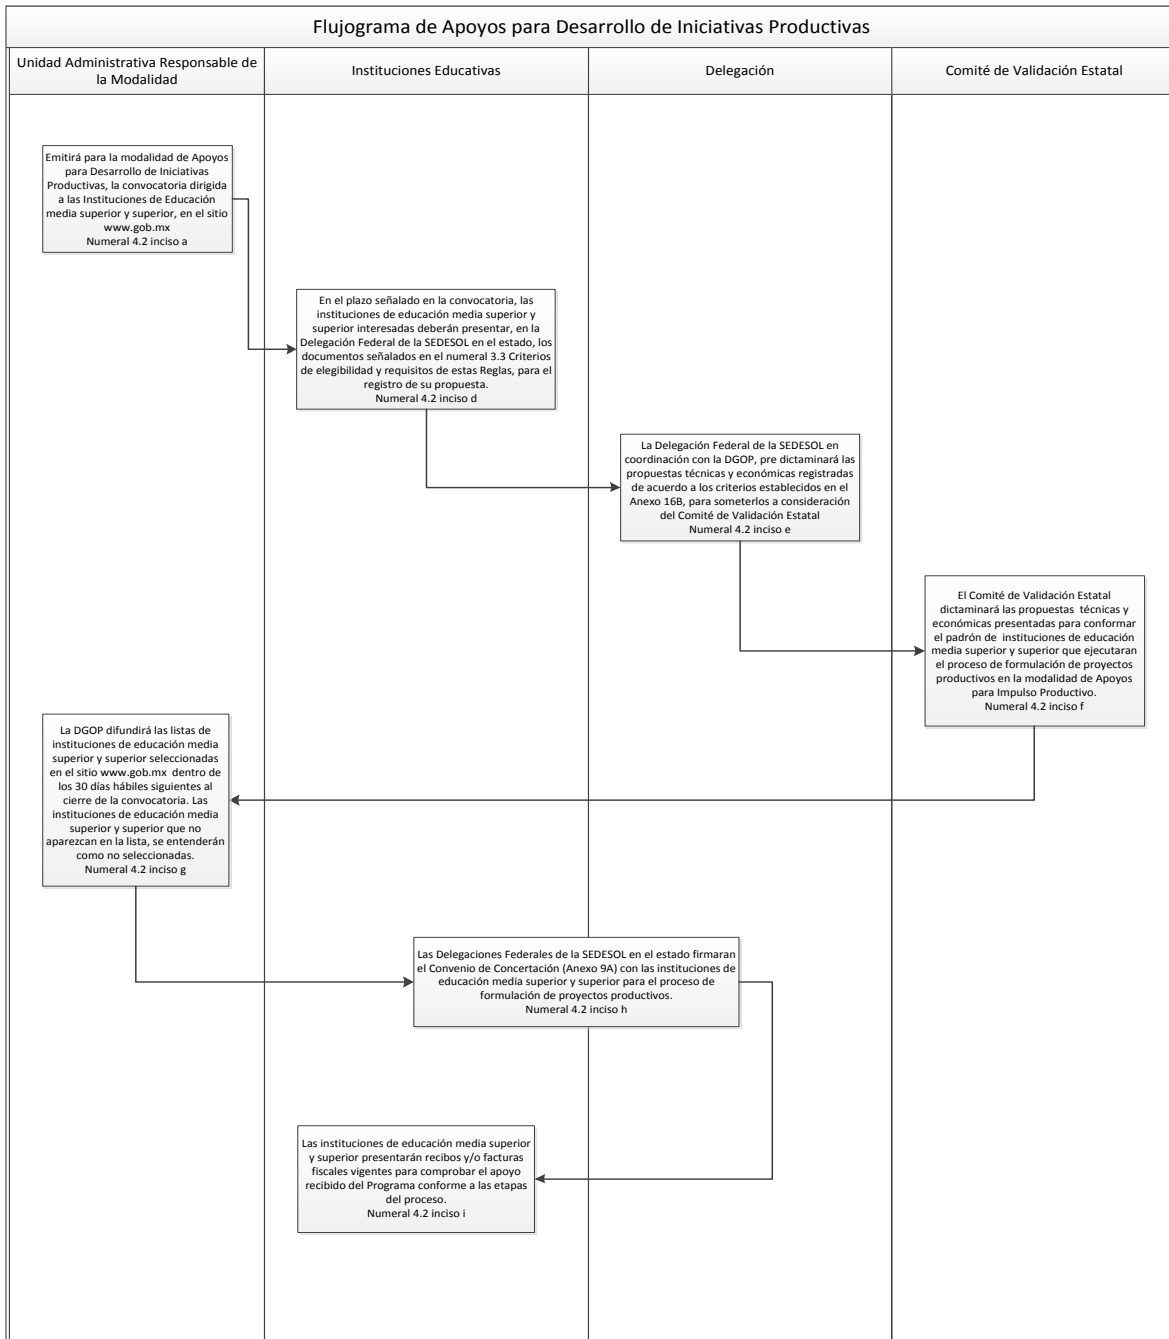 Flujograma de Apoyos para Desarrollo de Iniciativas Productivas
Unidad Administrativa Responsable de
la Modalidad
Instituciones Educativas
Delegación
Comité de Validación Estatal
Emitirá para la modalidad de Apoyos
para Desarrollo de Iniciativas
Productivas, la convocatoria dirigida
a las Instituciones de Educación
media superior y superior, en el sitio
www.gob.mx
Numeral 4.2 inciso a
En el plazo señalado en la convocatoria, las
instituciones de educación media superior y
superior interesadas deberán presentar, en la
Delegación Federal de la SEDESOL en el estado, los
documentos señalados en el numeral 3.3 Criterios
de elegibilidad y requisitos de estas Reglas, para el
registro de su propuesta.
Numeral 4.2 inciso d
La Delegación Federal de la SEDESOL en
coordinación con la DGOP, pre dictaminará las
propuestas técnicas y económicas registradas
de acuerdo a los criterios establecidos en el
Anexo 16B, para someterlos a consideración
del Comité de Validación Estatal
Numeral 4.2 inciso e
El Comité de Validación Estatal
dictaminará las propuestas técnicas y
económicas presentadas para conformar
el padrón de instituciones de educación
media superior y superior que ejecutaran
el proceso de formulación de proyectos
productivos en la modalidad de Apoyos
para Impulso Productivo.
Numeral 4.2 inciso f
La DGOP difundirá las listas de
instituciones de educación media
superior y superior seleccionadas
en el sitio www.gob.mx dentro de
los 30 días hábiles siguientes al
cierre de la convocatoria. Las
instituciones de educación media
superior y superior que no
aparezcan en la lista, se entenderán
como no seleccionadas.
Numeral 4.2 inciso g
Las Delegaciones Federales de la SEDESOL en el estado firmaran
el Convenio de Concertación (Anexo 9A) con las instituciones de
educación media superior y superior para el proceso de
formulación de proyectos productivos.
Numeral 4.2 inciso h
Las instituciones de educación media superior
y superior presentarán recibos y/o facturas
fiscales vigentes para comprobar el apoyo
recibido del Programa conforme a las etapas
del proceso.
Numeral 4.2 inciso i